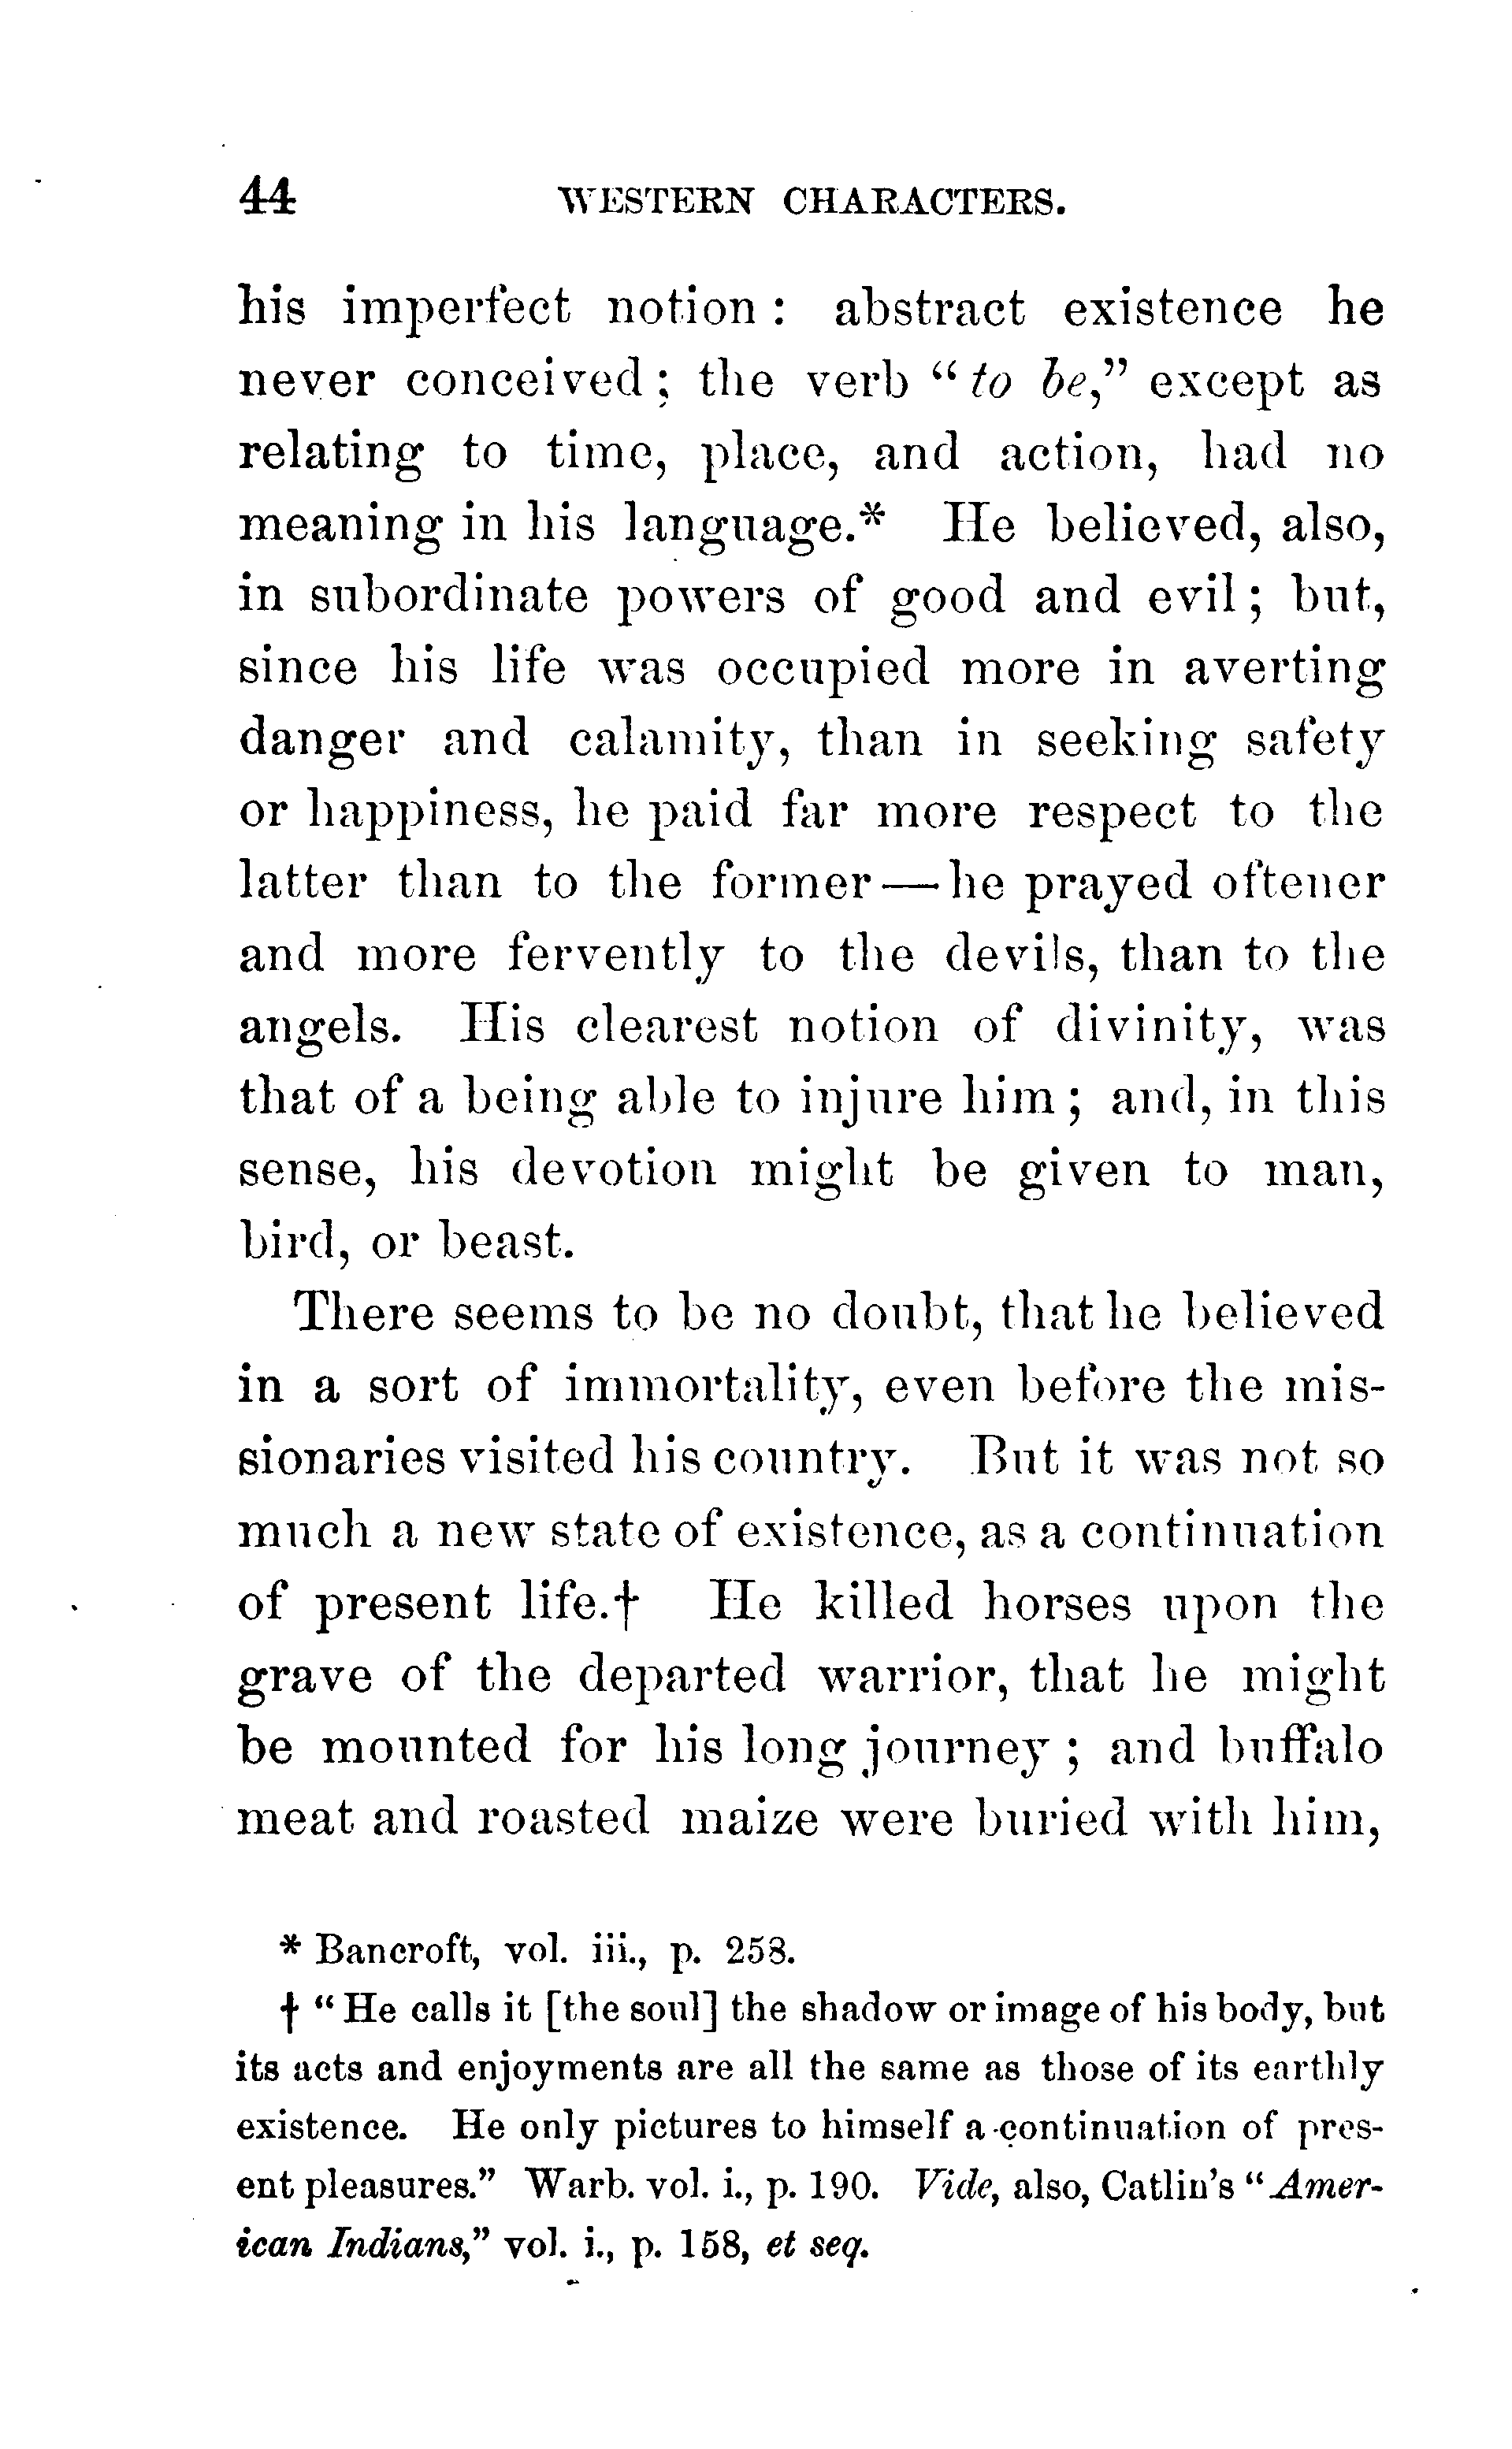 44 WESTERN CHARACTERS.
his imperfect notion : abstract existence he
never conceived ; the verb “to be,” except as
relating to time, place, and action, had no
meaning in his language.* He believed, also,
in subordinate powers of good and evil ; but,
since his life was occupied more in averting
danger and calamity, than in seeking safety
or happiness, he paid far more respect to the
latter than to the former — he prayed oftener
and more fervently to the devils, than to the
angels. His clearest notion of divinity, was
that of a being able to injure him ; and, in this
sense, his devotion might be given to man,
bird, or beast.
There seems to be no doubt, that he believed
in a sort of immortality, even before the mis-
sionaries visited his country. But it was not so
much a new state of existence, as a continuation
of present life.† He killed horses upon the
grave of the departed warrior, that he might
be mounted for his long journey ; and buffalo
meat and roasted maize were buried with him,
* Bancroft, vol. iii., p. 258.
† “He calls it [the soul] the shadow or image of his body, but
its acts and enjoyments are all the same as those of its earthly
existence. He only pictures to himself a continuation of pres-
ent pleasures.” Warb. vol. i., p. 190. Vide, also, Catlin's “Amer-
ican Indians,” vol. i., p. 158, et seq.